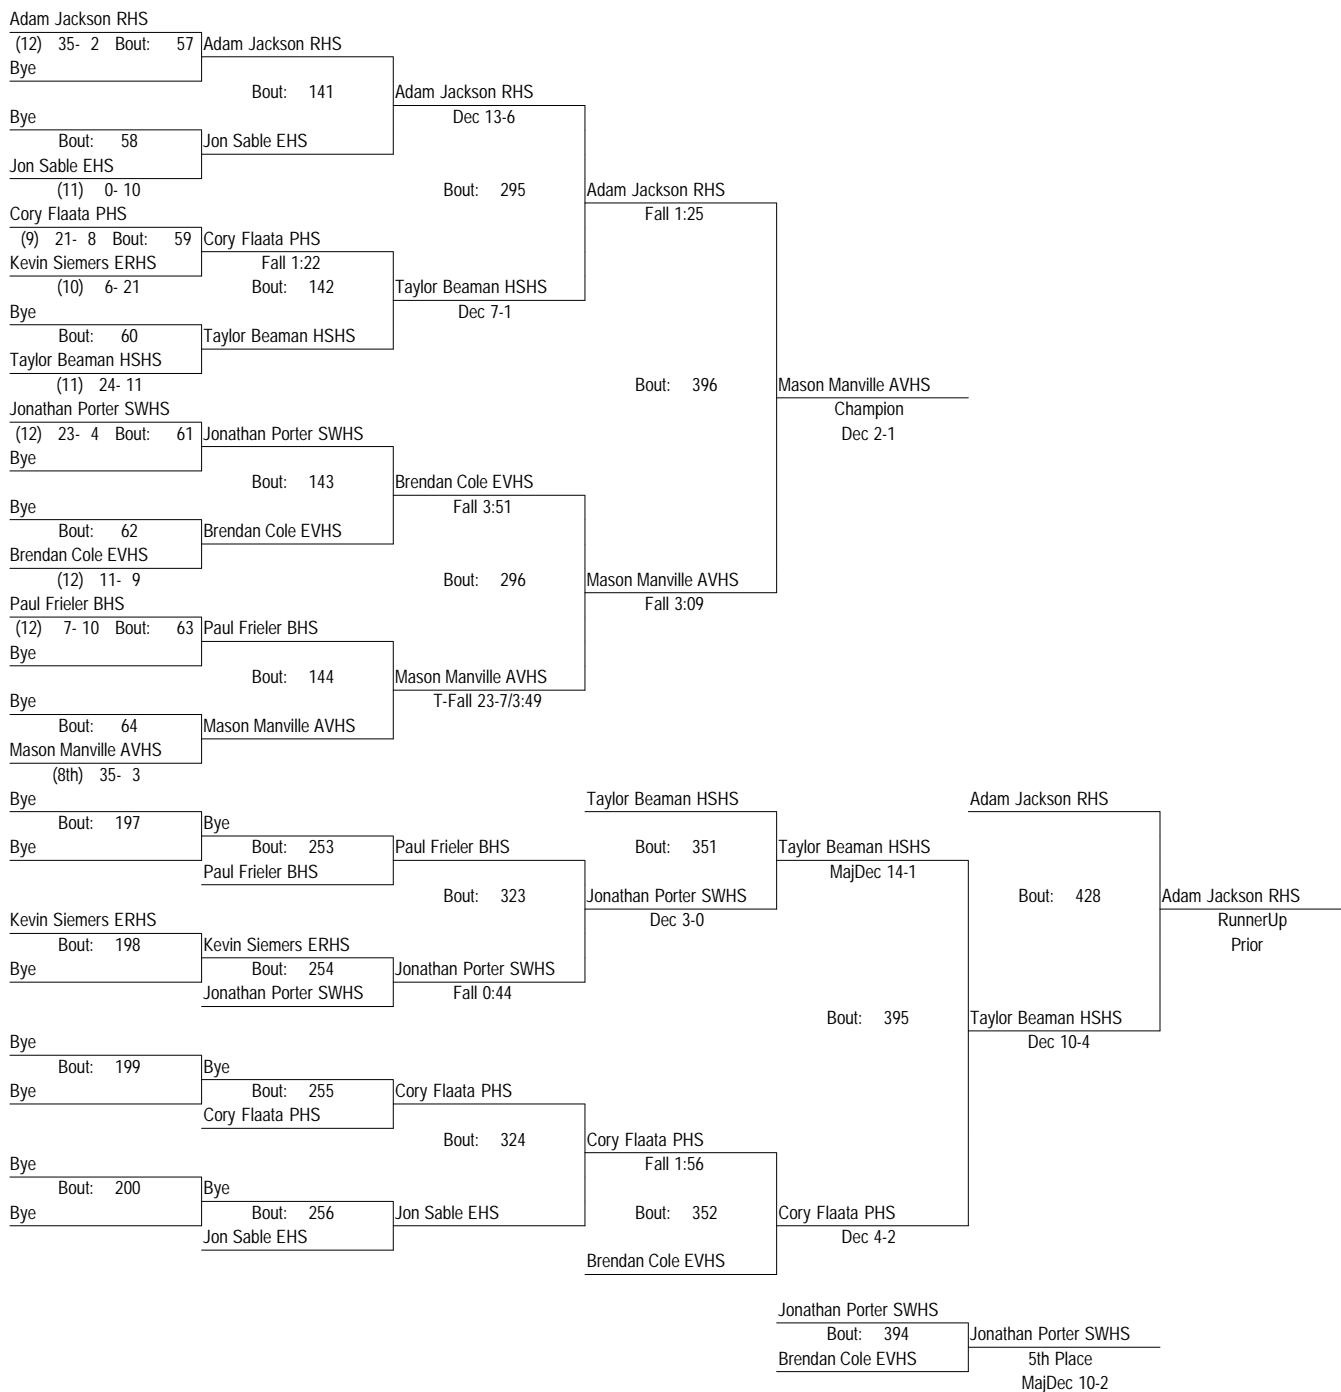 Adam Jackson RHS
(12) 35- 2 Bout: 57 Adam Jackson RHS
Bye
Bout: 141 Adam Jackson RHS
Bye Dec 13-6
Bout: 58 Jon Sable EHS
Jon Sable EHS
(11) 0- 10 Bout: 295 Adam Jackson RHS
Cory Flaata PHS Fall 1:25
(9) 21- 8 Bout: 59 Cory Flaata PHS
Kevin Siemers ERHS Fall 1:22
(10) 6- 21 Bout: 142 Taylor Beaman HSHS
Bye Dec 7-1
Bout: 60 Taylor Beaman HSHS
Taylor Beaman HSHS
(11) 24- 11 Bout: 396 Mason Manville AVHS
Jonathan Porter SWHS Champion
(12) 23- 4 Bout: 61 Jonathan Porter SWHS Dec 2-1
Bye
Bout: 143 Brendan Cole EVHS
Bye Fall 3:51
Bout: 62 Brendan Cole EVHS
Brendan Cole EVHS
(12) 11- 9 Bout: 296 Mason Manville AVHS
Paul Frieler BHS Fall 3:09
(12) 7- 10 Bout: 63 Paul Frieler BHS
Bye
Bout: 144 Mason Manville AVHS
Bye T-Fall 23-7/3:49
Bout: 64 Mason Manville AVHS
Mason Manville AVHS
(8th) 35- 3
Bye Taylor Beaman HSHS Adam Jackson RHS
Bout: 197 Bye
Bye Bout: 253 Paul Frieler BHS Bout: 351 Taylor Beaman HSHS
Paul Frieler BHS MajDec 14-1
Bout: 323 Jonathan Porter SWHS Bout: 428 Adam Jackson RHS
Kevin Siemers ERHS Dec 3-0 RunnerUp
Bout: 198 Kevin Siemers ERHS Prior
Bye Bout: 254 Jonathan Porter SWHS
Jonathan Porter SWHS Fall 0:44
Bout: 395 Taylor Beaman HSHS
Bye Dec 10-4
Bout: 199 Bye
Bye Bout: 255 Cory Flaata PHS
Cory Flaata PHS
Bout: 324 Cory Flaata PHS
Bye Fall 1:56
Bout: 200 Bye
Bye Bout: 256 Jon Sable EHS Bout: 352 Cory Flaata PHS
Jon Sable EHS Dec 4-2
Brendan Cole EVHS
Jonathan Porter SWHS
Bout: 394 Jonathan Porter SWHS
Brendan Cole EVHS 5th Place
MajDec 10-2